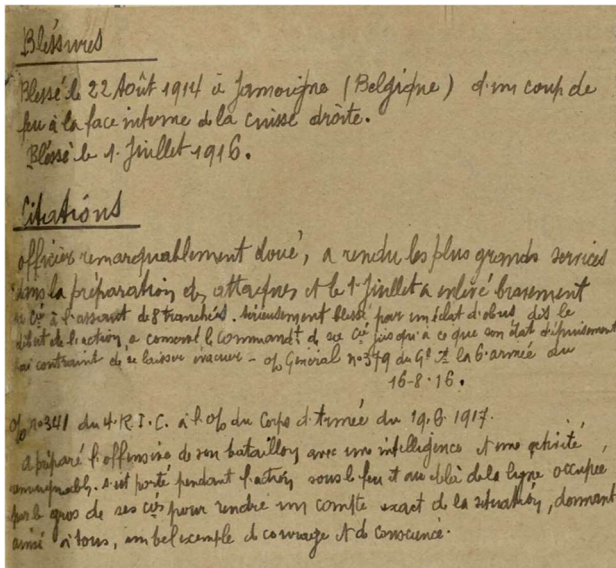 Bléssures
Blessé le 22 Août 1914 à Jamoigne (Belgique) d'un coup de
feu à la face interne de la cuisse droite.
Blessé le 1. Juillet 1916.
Citations
officier remarquablement doué, a rendu les plus grands services
dans la préparation des attaques et le 1. Juillet a enlevé bravement
sa Cie à l'assaut de 8 tranchées. serieusement blessé par un éclat d'obus dès le
début de l'action, a conservé le commandt de sa Cie jusqu'à ce que son état d'épuisement
l'ai contraint de se laisser évacuer - o/o Général no 379 du Gl la 6e armée du
16-8-16.
o/o no 341 du 4. R.I.C. à l'o/o du Corps d'Armée du 19.8.1917.
a préparé l'offensive de son bataillon avec une intelligence et une activité
remarquables. s'est porté pendant l'action sous le feu et au delà de la ligne occupée
par le gros de ses cies pour rendre un compte exact de la situation, donnant
ainsi à tous, un bel exemple de courage et de conscience.